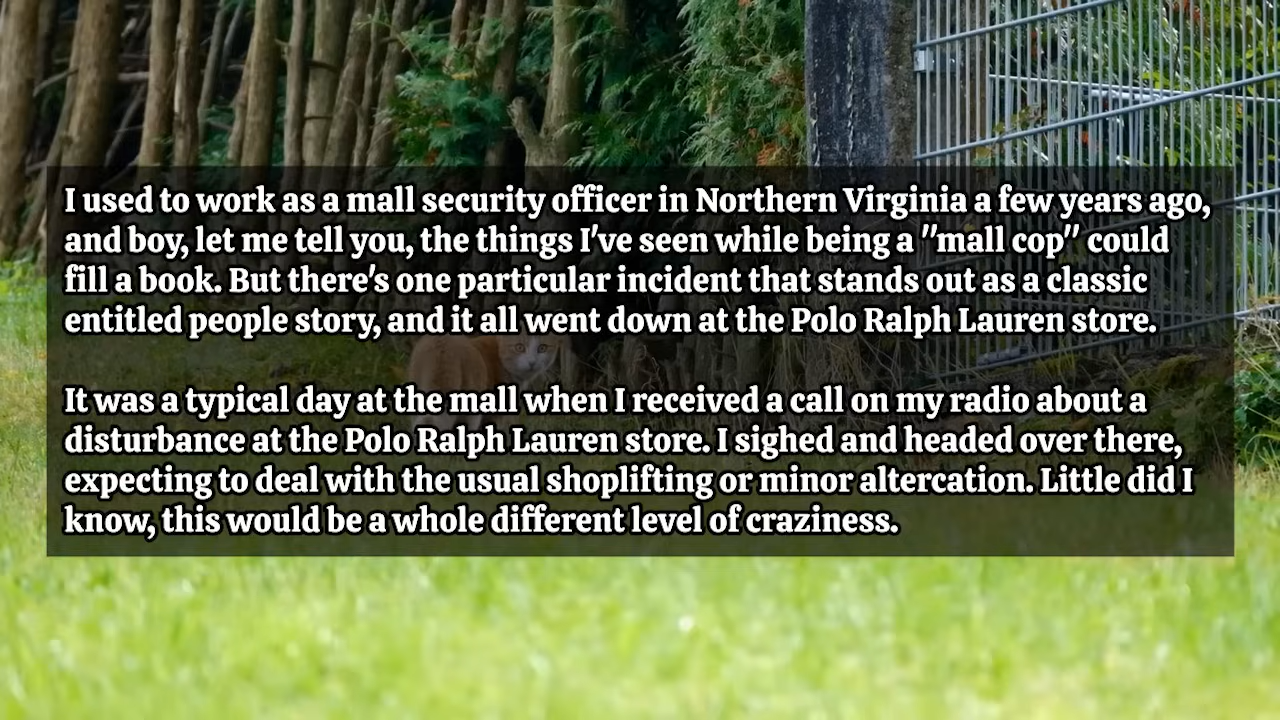 I used to work as a mall security officer in Northern Virginia a few years ago,
and boy, let me tell you, the things I've seen while being a "mall cop" could
fill a book. But there's one particular incident that stands out as a classic
entitled people story, and it all went down at the Polo Ralph Lauren store.
It was a typical day at the mall when I received a call on my radio about a
disturbance at the Polo Ralph Lauren store. I sighed and headed over there,
expecting to deal with the usual shoplifting or minor altercation. Little did I
know, this would be a whole different level of craziness.